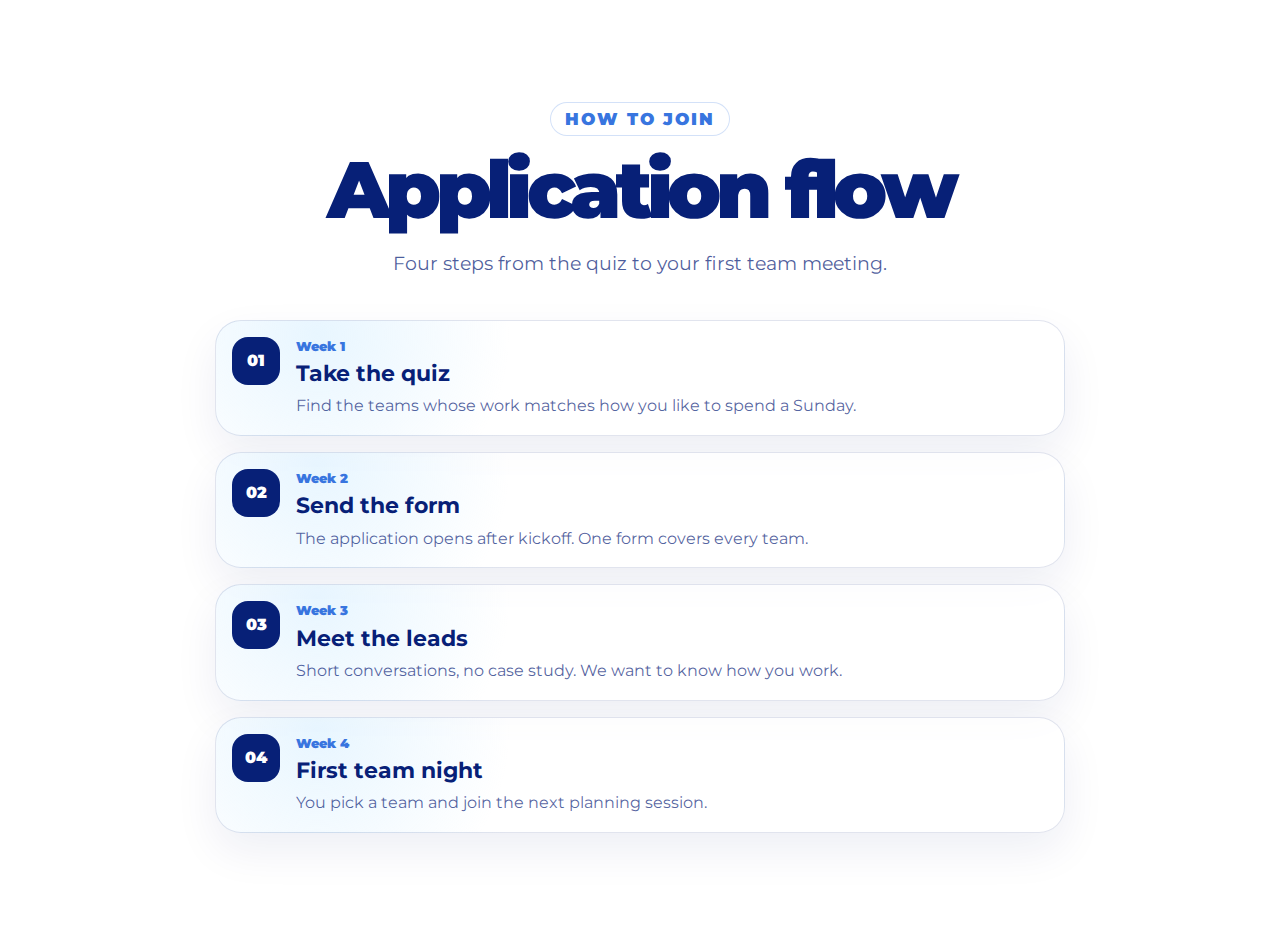 HOW TO JOIN
Application flow
Four steps from the quiz to your first team meeting.
01
Week 1
Take the quiz
Find the teams whose work matches how you like to spend a Sunday.
02
Week 2
Send the form
The application opens after kickoff. One form covers every team.
03
Week 3
Meet the leads
Short conversations, no case study. We want to know how you work.
04
Week 4
First team night
You pick a team and join the next planning session.